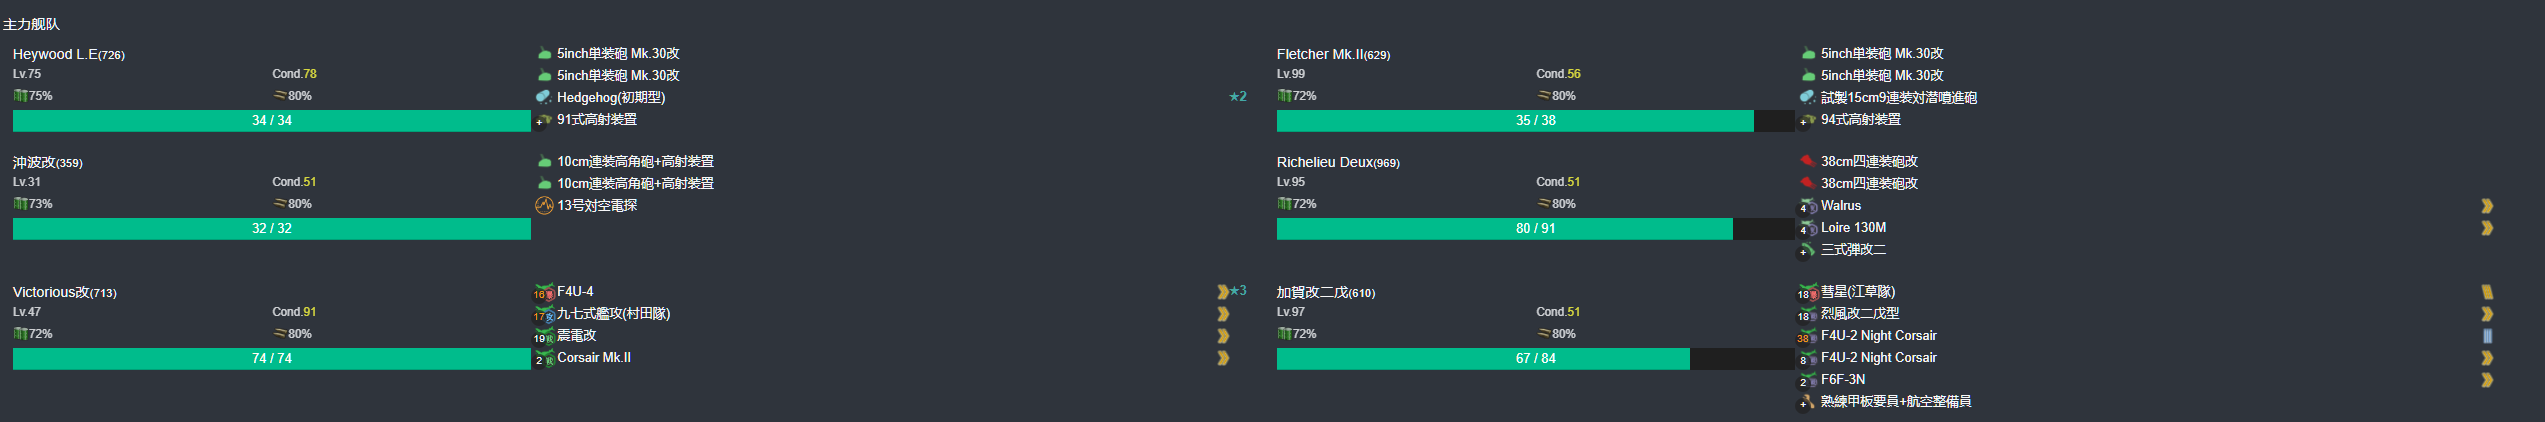 主力舰队
Heywood L.E(726)
Lv.75 Cond.78
75% 80%
34 / 34
5inch単装砲 Mk.30改
5inch単装砲 Mk.30改
Hedgehog(初期型) ★2
+ 91式高射装置
Fletcher Mk.II(629)
Lv.99 Cond.56
72% 80%
35 / 38
5inch単装砲 Mk.30改
5inch単装砲 Mk.30改
試製15cm9連装対潜噴進砲
+ 94式高射装置
沖波改(359)
Lv.31 Cond.51
73% 80%
32 / 32
10cm連装高角砲+高射装置
10cm連装高角砲+高射装置
13号対空電探
Richelieu Deux(969)
Lv.95 Cond.51
72% 80%
80 / 91
38cm四連装砲改
38cm四連装砲改
4 Walrus
4 Loire 130M
+ 三式弾改二
Victorious改(713)
Lv.47 Cond.91
72% 80%
74 / 74
16 F4U-4 ★3
17 九七式艦攻(村田隊)
19 震電改
2 Corsair Mk.II
加賀改二戊(610)
Lv.97 Cond.51
72% 80%
67 / 84
18 彗星(江草隊)
18 烈風改二戊型
38 F4U-2 Night Corsair
8 F4U-2 Night Corsair
2 F6F-3N
+ 熟練甲板要員+航空整備員